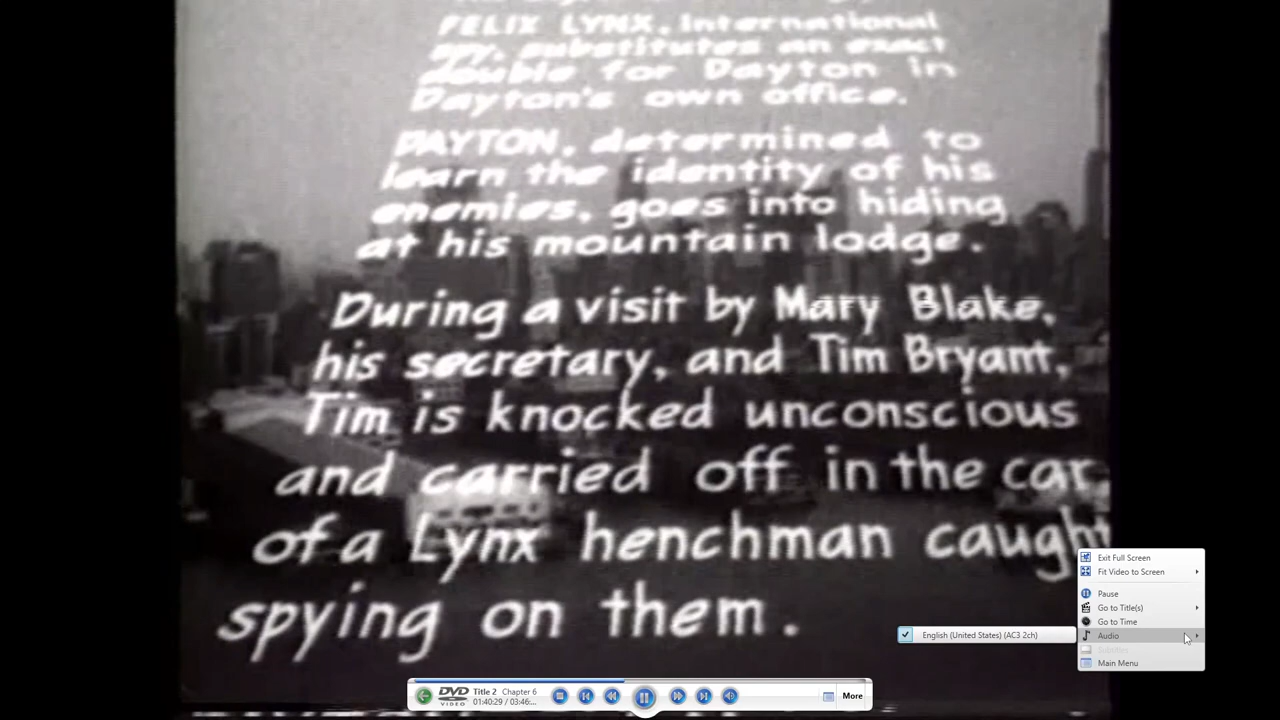 FELIX LYNX, international
spy, substitutes an exact
double for Dayton in
Dayton's own office.
DAYTON, determined to
learn the identity of his
enemies, goes into hiding
at his mountain lodge.
During a visit by Mary Blake,
his secretary, and Tim Bryant,
Tim is knocked unconscious
and carried off in the car
of a Lynx henchman caught
spying on them.
Exit Full Screen
Fit Video to Screen
Pause
Go to Title(s)
Go to Time
Audio
English (United States) (AC3 2ch)
Subtitles
Main Menu
DVD
VIDEO
Title 2 Chapter 6
01:40:29 / 03:46:...
More